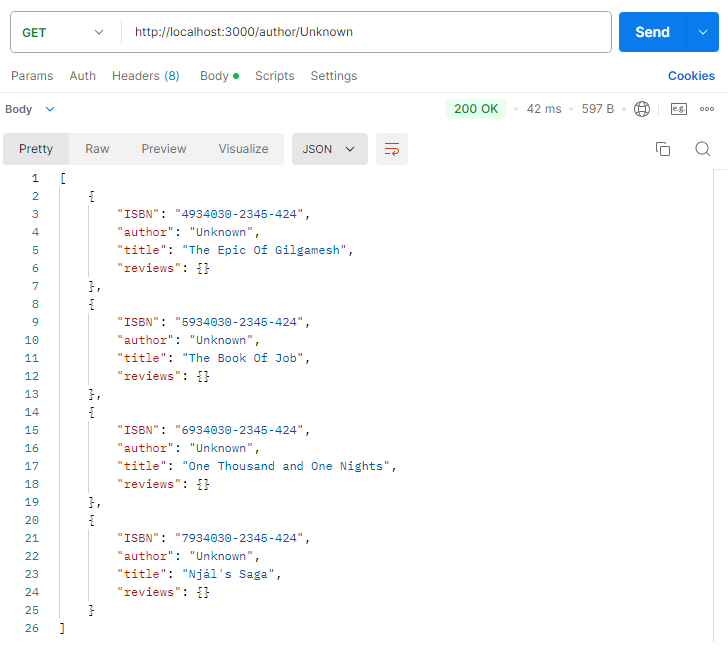 GET http://localhost:3000/author/Unknown Send
Params Auth Headers (8) Body Scripts Settings Cookies
Body 200 OK 42 ms 597 B e.g.
Pretty Raw Preview Visualize JSON
1 [
2 {
3 "ISBN": "4934030-2345-424",
4 "author": "Unknown",
5 "title": "The Epic Of Gilgamesh",
6 "reviews": {}
7 },
8 {
9 "ISBN": "5934030-2345-424",
10 "author": "Unknown",
11 "title": "The Book Of Job",
12 "reviews": {}
13 },
14 {
15 "ISBN": "6934030-2345-424",
16 "author": "Unknown",
17 "title": "One Thousand and One Nights",
18 "reviews": {}
19 },
20 {
21 "ISBN": "7934030-2345-424",
22 "author": "Unknown",
23 "title": "Njál's Saga",
24 "reviews": {}
25 }
26 ]